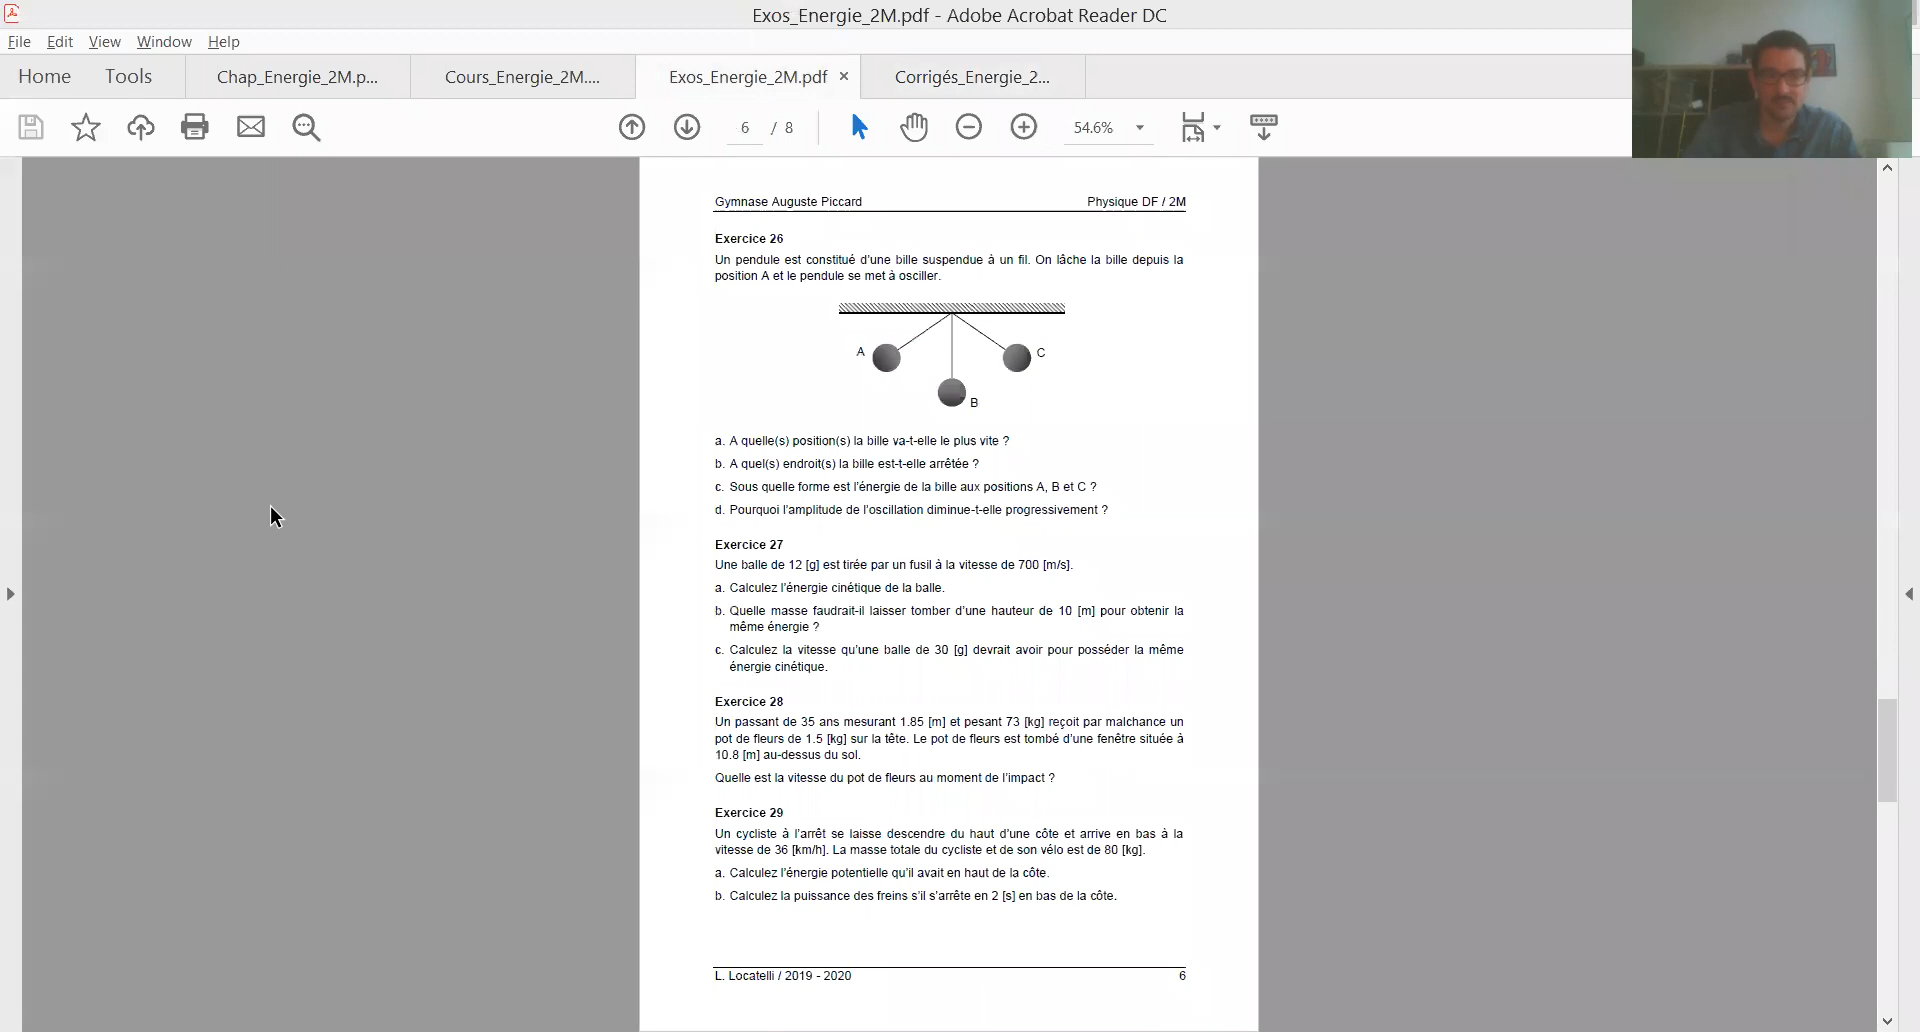 Exos_Energie_2M.pdf - Adobe Acrobat Reader DC
File Edit View Window Help
Home Tools Chap_Energie_2M.p... Cours_Energie_2M.... Exos_Energie_2M.pdf Corrigés_Energie_2...
6 / 8 54.6%
Gymnase Auguste Piccard Physique DF / 2M
Exercice 26
Un pendule est constitué d'une bille suspendue à un fil. On lâche la bille depuis la
position A et le pendule se met à osciller.
A C
B
a. A quelle(s) position(s) la bille va-t-elle le plus vite ?
b. A quel(s) endroit(s) la bille est-t-elle arrêtée ?
c. Sous quelle forme est l'énergie de la bille aux positions A, B et C ?
d. Pourquoi l'amplitude de l'oscillation diminue-t-elle progressivement ?
Exercice 27
Une balle de 12 [g] est tirée par un fusil à la vitesse de 700 [m/s].
a. Calculez l'énergie cinétique de la balle.
b. Quelle masse faudrait-il laisser tomber d'une hauteur de 10 [m] pour obtenir la
même énergie ?
c. Calculez la vitesse qu'une balle de 30 [g] devrait avoir pour posséder la même
énergie cinétique.
Exercice 28
Un passant de 35 ans mesurant 1.85 [m] et pesant 73 [kg] reçoit par malchance un
pot de fleurs de 1.5 [kg] sur la tête. Le pot de fleurs est tombé d'une fenêtre située à
10.8 [m] au-dessus du sol.
Quelle est la vitesse du pot de fleurs au moment de l'impact ?
Exercice 29
Un cycliste à l'arrêt se laisse descendre du haut d'une côte et arrive en bas à la
vitesse de 36 [km/h]. La masse totale du cycliste et de son vélo est de 80 [kg].
a. Calculez l'énergie potentielle qu'il avait en haut de la côte.
b. Calculez la puissance des freins s'il s'arrête en 2 [s] en bas de la côte.
L. Locatelli / 2019 - 2020 6